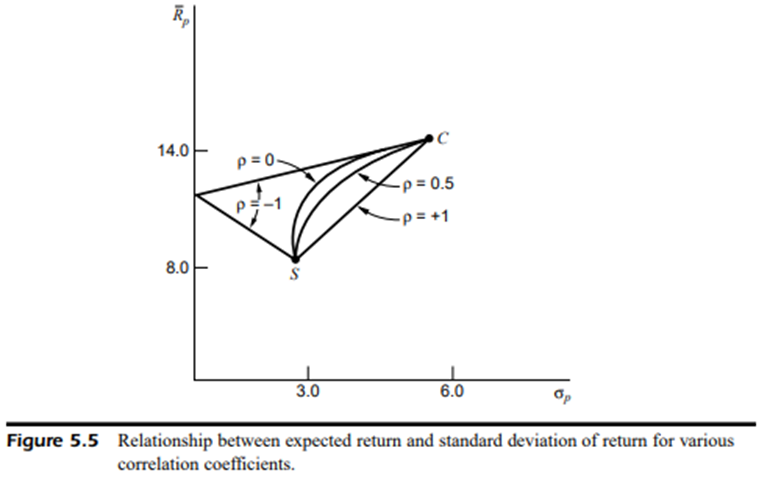 R̄p
C
14.0
ρ = 0
ρ = 0.5
ρ = –1
ρ = +1
8.0
S
3.0
6.0
σp
Figure 5.5 Relationship between expected return and standard deviation of return for various
correlation coefficients.